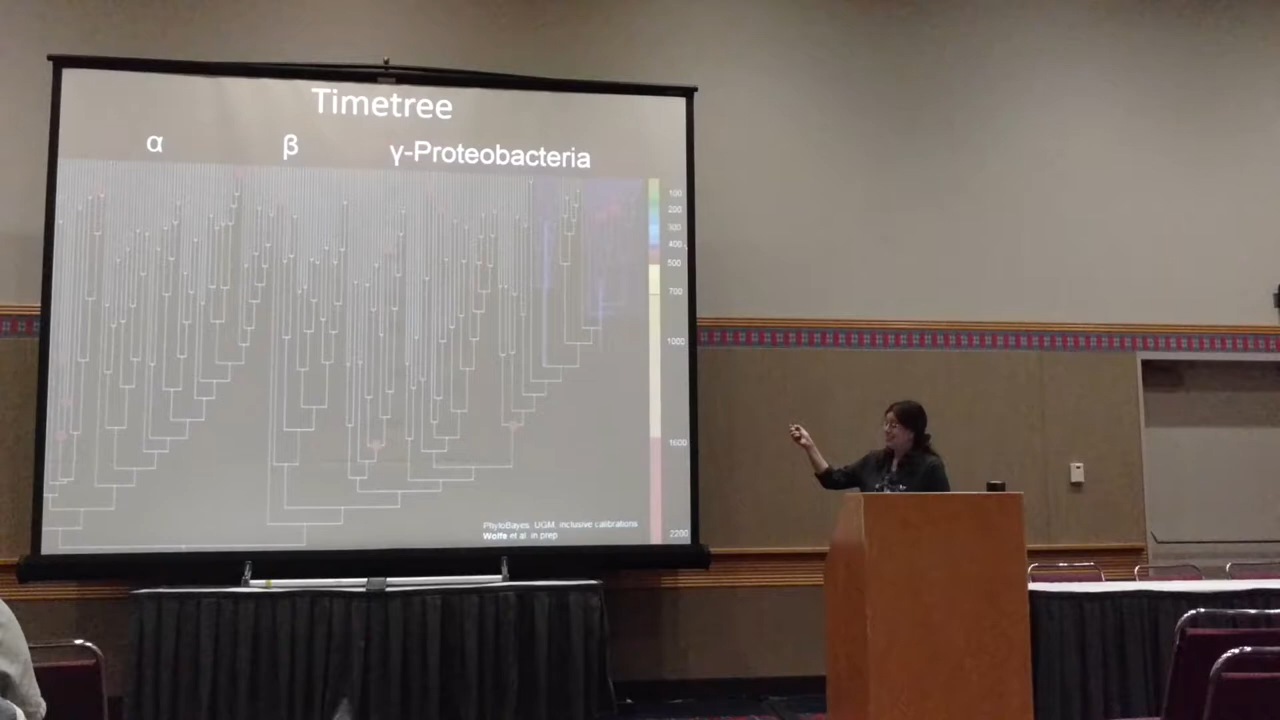 Timetree
α β γ-Proteobacteria
100
200
300
400
500
700
1000
1600
2200
PhyloBayes, UGM, inclusive calibrations
Wolfe et al. in prep